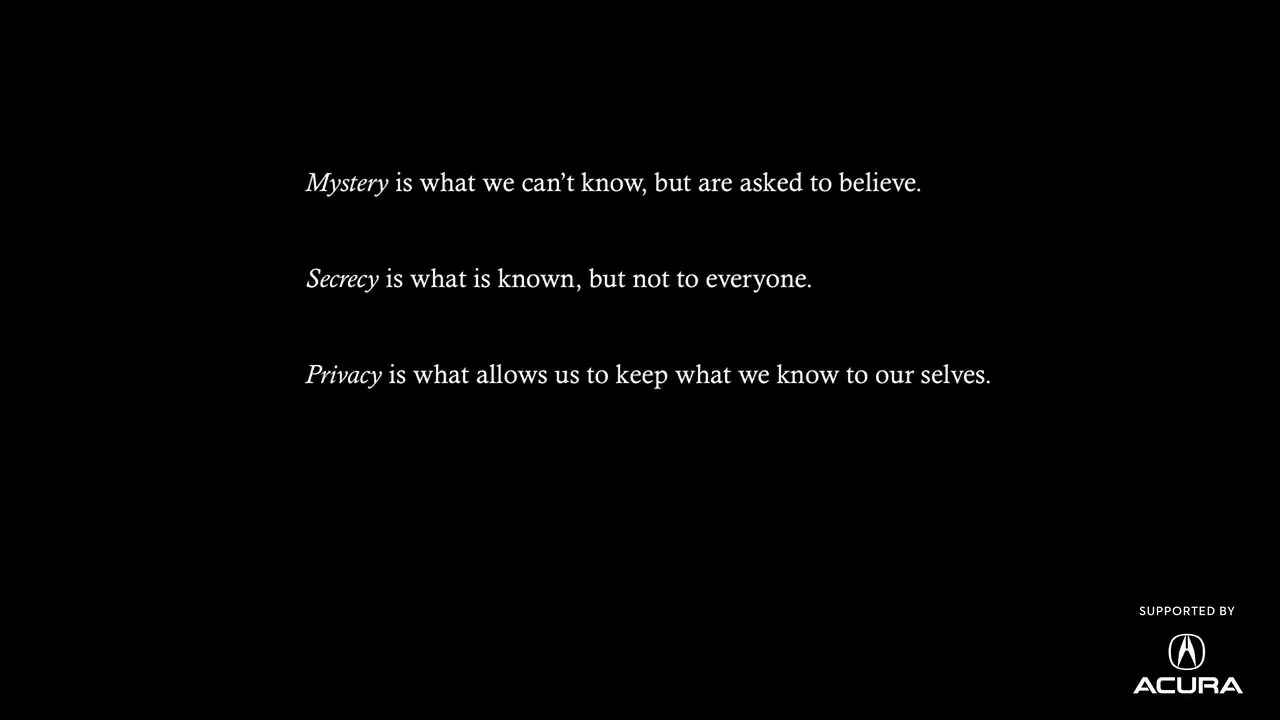 Mystery is what we can’t know, but are asked to believe.
Secrecy is what is known, but not to everyone.
Privacy is what allows us to keep what we know to our selves.
SUPPORTED BY
ACURA